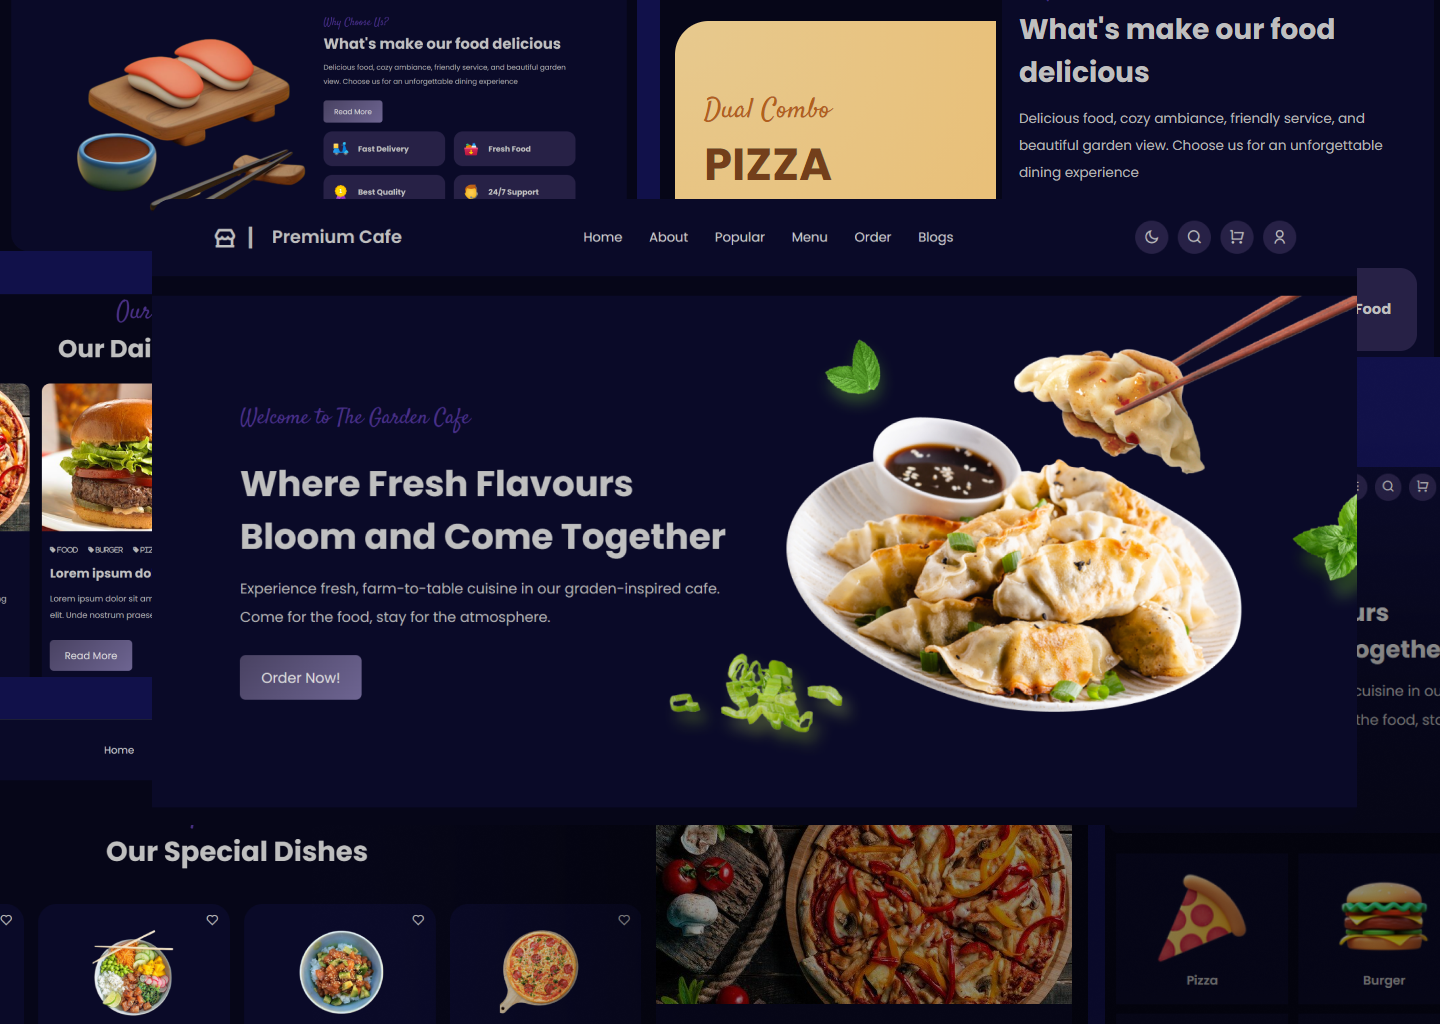 Why Choose Us?
What's make our food delicious
Delicious food, cozy ambiance, friendly service, and beautiful garden
view. Choose us for an unforgettable dining experience
Read More
Fast Delivery
Fresh Food
Best Quality
24/7 Support
Dual Combo
PIZZA
What's make our food
delicious
Delicious food, cozy ambiance, friendly service, and
beautiful garden view. Choose us for an unforgettable
dining experience
Premium Cafe
Home About Popular Menu Order Blogs
Food
Our
Our Dai
FOOD BURGER PIZ
Lorem ipsum do
Lorem ipsum dolor sit am
elit. Unde nostrum praese
Read More
Home
Welcome to The Garden Cafe
Where Fresh Flavours
Bloom and Come Together
Experience fresh, farm-to-table cuisine in our graden-inspired cafe.
Come for the food, stay for the atmosphere.
Order Now!
urs
ogethe
cuisine in ou
the food, sta
Our Special Dishes
Pizza
Burger